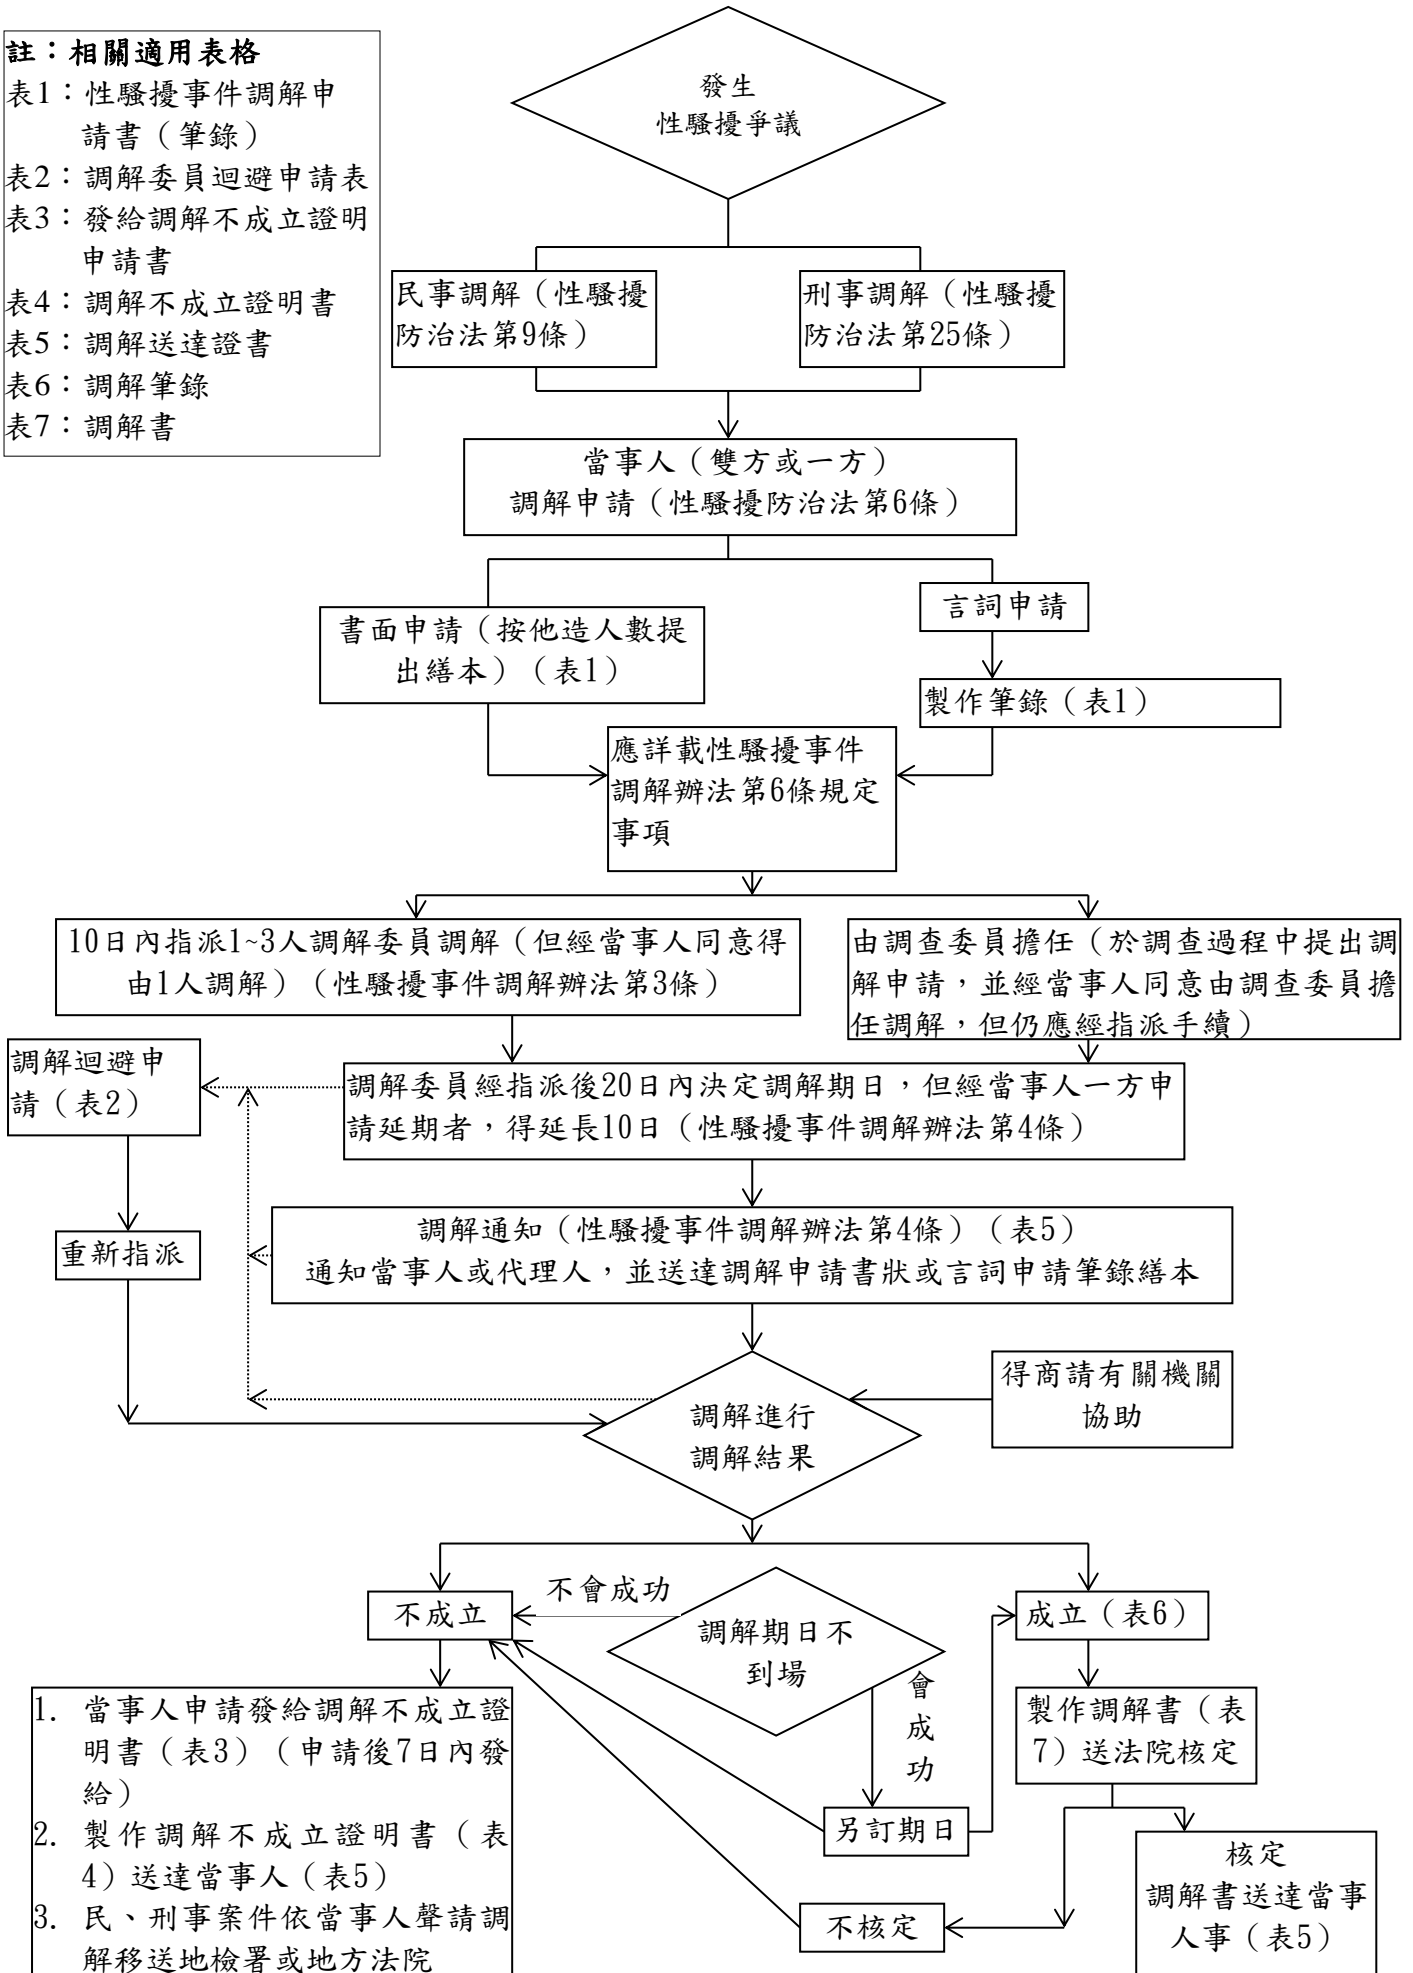 註：相關適用表格
表1：性騷擾事件調解申
請書（筆錄）
表2：調解委員迴避申請表
表3：發給調解不成立證明
申請書
表4：調解不成立證明書
表5：調解送達證書
表6：調解筆錄
表7：調解書
發生
性騷擾爭議
民事調解（性騷擾
防治法第9條）
刑事調解（性騷擾
防治法第25條）
當事人（雙方或一方）
調解申請（性騷擾防治法第6條）
書面申請（按他造人數提
出繕本）（表1）
言詞申請
製作筆錄（表1）
應詳載性騷擾事件
調解辦法第6條規定
事項
10日內指派1~3人調解委員調解（但經當事人同意得
由1人調解）（性騷擾事件調解辦法第3條）
由調查委員擔任（於調查過程中提出調
解申請，並經當事人同意由調查委員擔
任調解，但仍應經指派手續）
調解迴避申
請（表2）
調解委員經指派後20日內決定調解期日，但經當事人一方申
請延期者，得延長10日（性騷擾事件調解辦法第4條）
重新指派
調解通知（性騷擾事件調解辦法第4條）（表5）
通知當事人或代理人，並送達調解申請書狀或言詞申請筆錄繕本
得商請有關機關
協助
調解進行
調解結果
不成立
不會成功
調解期日不
到場
會
成
功
成立（表6）
1. 當事人申請發給調解不成立證
明書（表3）（申請後7日內發
給）
2. 製作調解不成立證明書（表
4）送達當事人（表5）
3. 民、刑事案件依當事人聲請調
解移送地檢署或地方法院
製作調解書（表
7）送法院核定
另訂期日
不核定
核定
調解書送達當事
人事（表5）